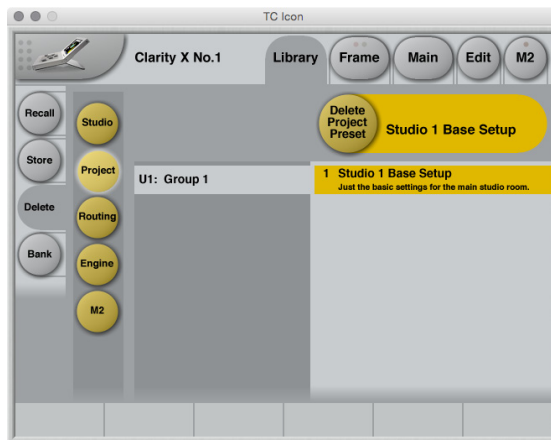 TC Icon
Clarity X No.1
Library
Frame
Main
Edit
M2
Recall
Store
Delete
Bank
Studio
Project
Routing
Engine
M2
Delete
Project
Preset
Studio 1 Base Setup
U1: Group 1
1 Studio 1 Base Setup
Just the basic settings for the main studio room.